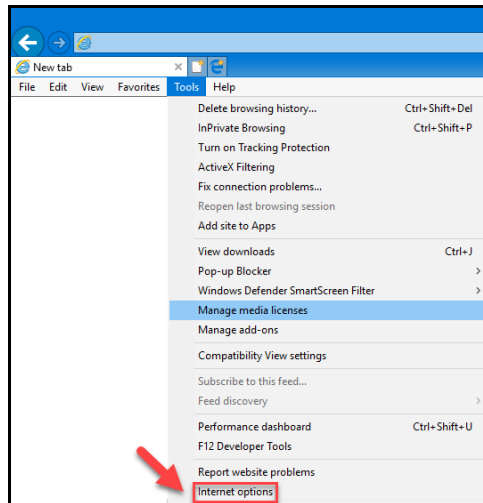 New tab
File Edit View Favorites Tools Help
Delete browsing history... Ctrl+Shift+Del
InPrivate Browsing Ctrl+Shift+P
Turn on Tracking Protection
ActiveX Filtering
Fix connection problems...
Reopen last browsing session
Add site to Apps
View downloads Ctrl+J
Pop-up Blocker
Windows Defender SmartScreen Filter
Manage media licenses
Manage add-ons
Compatibility View settings
Subscribe to this feed...
Feed discovery
Performance dashboard Ctrl+Shift+U
F12 Developer Tools
Report website problems
Internet options